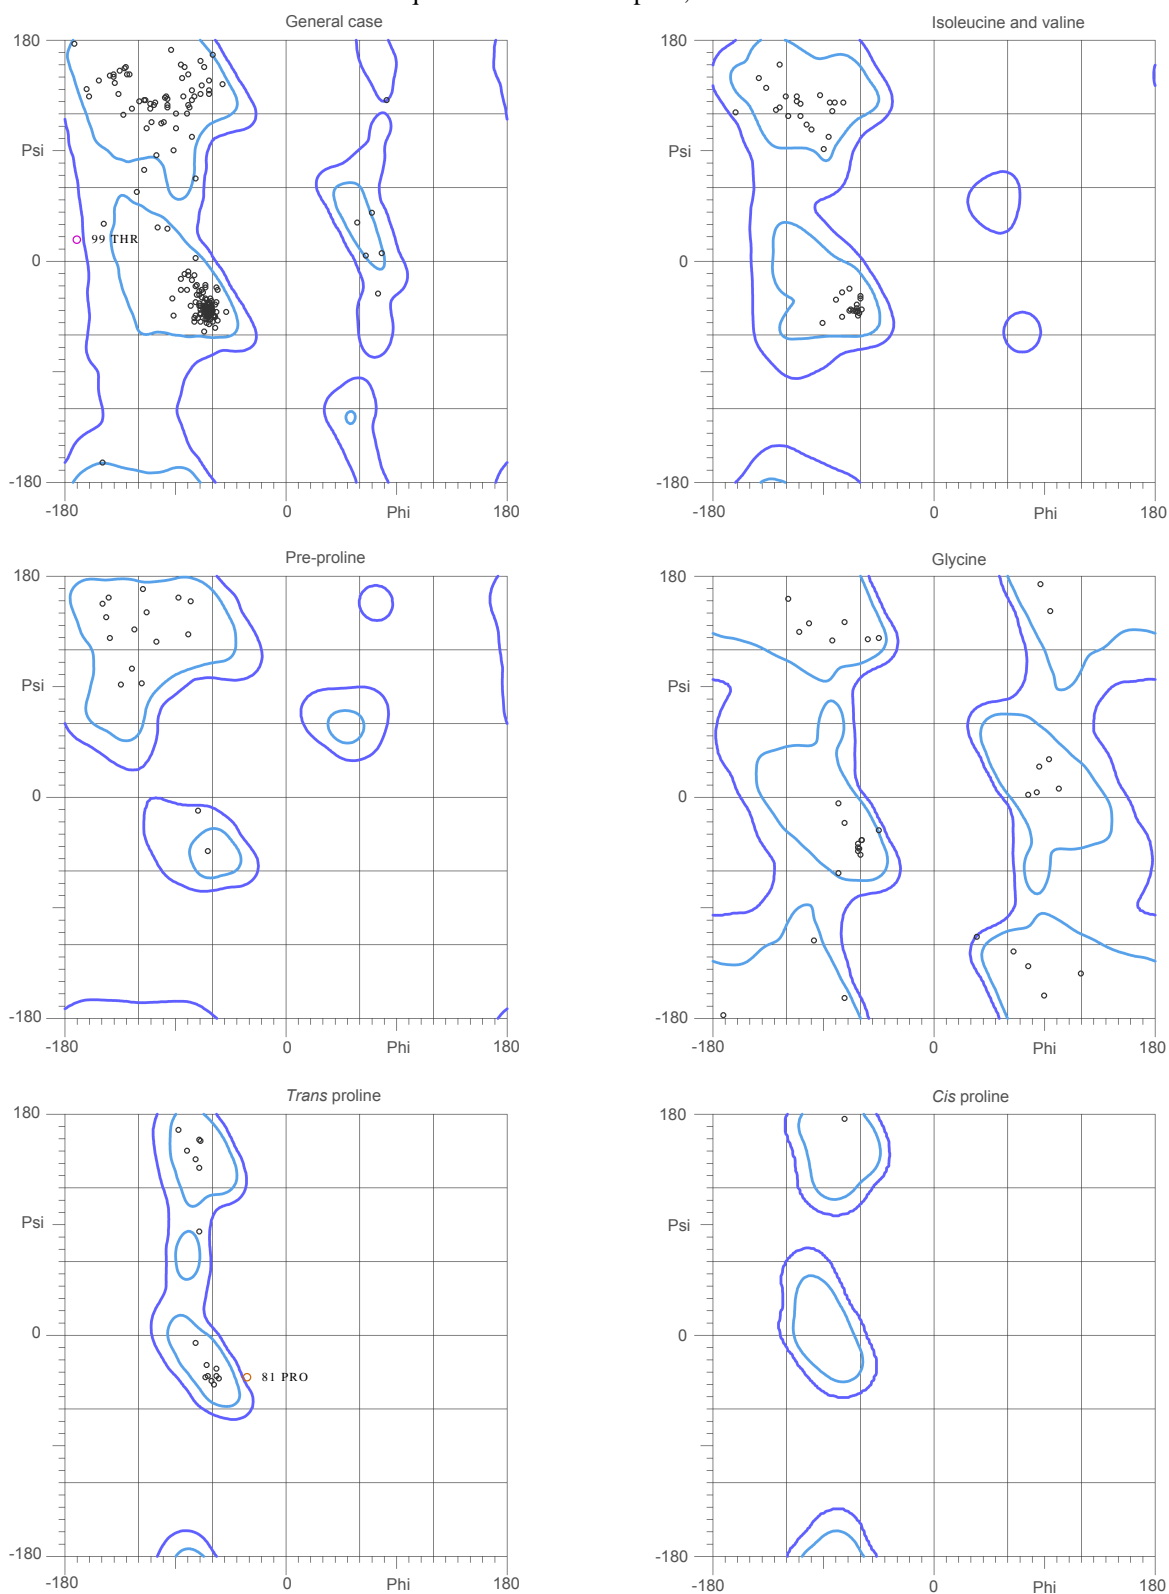 General case
Isoleucine and valine
180
180
Psi
Psi
99 THR
0
0
-180
-180
-180
0
Phi
180
-180
0
Phi
180
Pre-proline
Glycine
180
180
Psi
Psi
0
0
-180
-180
-180
0
Phi
180
-180
0
Phi
180
Trans proline
Cis proline
180
180
Psi
Psi
0
0
81 PRO
-180
-180
-180
0
Phi
180
-180
0
Phi
180